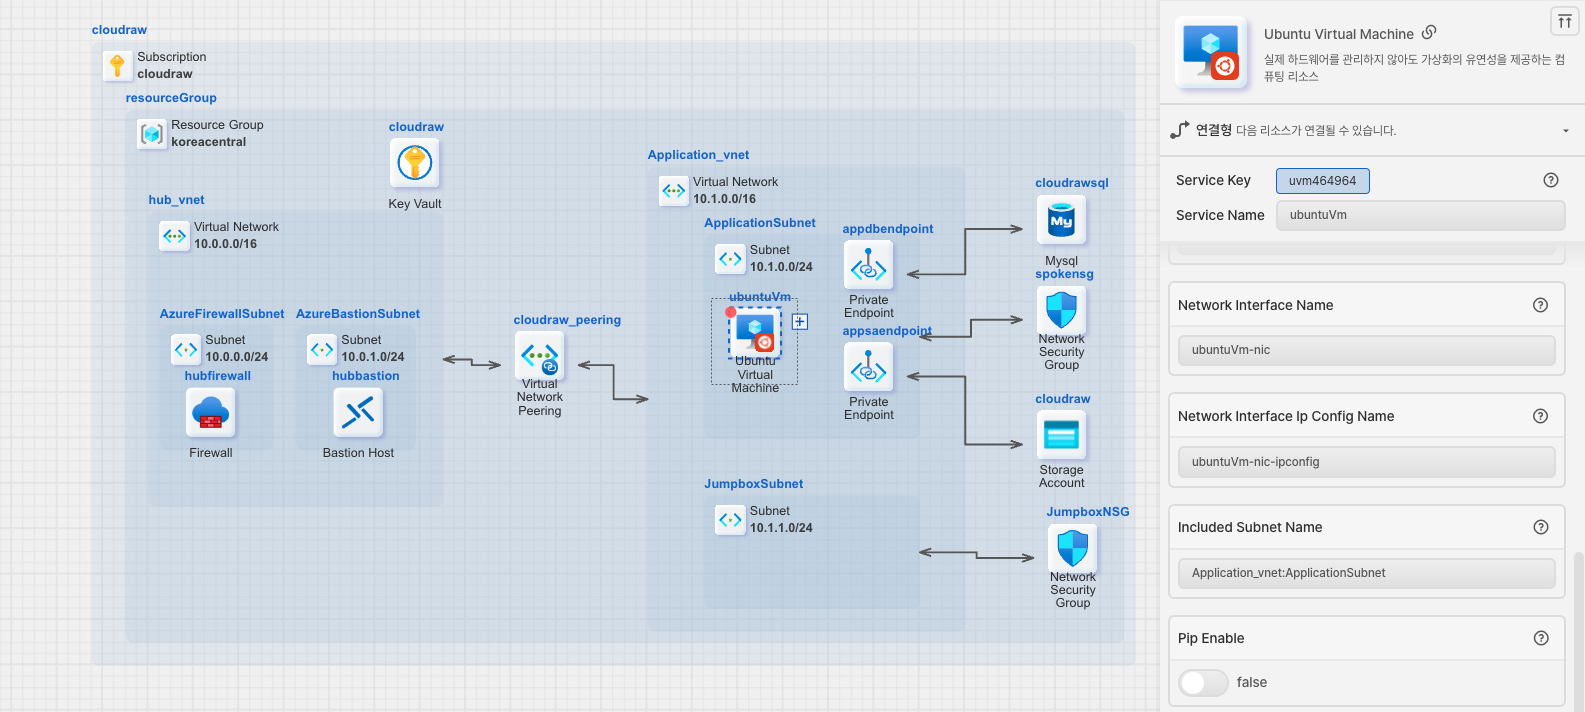 cloudraw
Subscription
cloudraw
resourceGroup
Resource Group
koreacentral
cloudraw
Key Vault
hub_vnet
Virtual Network
10.0.0.0/16
AzureFirewallSubnet
Subnet
10.0.0.0/24
hubfirewall
Firewall
AzureBastionSubnet
Subnet
10.0.1.0/24
hubbastion
Bastion Host
cloudraw_peering
Virtual
Network
Peering
Application_vnet
Virtual Network
10.1.0.0/16
ApplicationSubnet
Subnet
10.1.0.0/24
ubuntuVm
Ubuntu
Virtual
Machine
appdbendpoint
Private
Endpoint
appsaendpoint
Private
Endpoint
JumpboxSubnet
Subnet
10.1.1.0/24
cloudrawsql
My
Mysql
spokensg
Network
Security
Group
cloudraw
Storage
Account
JumpboxNSG
Network
Security
Group
Ubuntu Virtual Machine
실제 하드웨어를 관리하지 않아도 가상화의 유연성을 제공하는 컴
퓨팅 리소스
연결형 다음 리소스가 연결될 수 있습니다.
Service Key uvm464964
Service Name ubuntuVm
Network Interface Name
ubuntuVm-nic
Network Interface Ip Config Name
ubuntuVm-nic-ipconfig
Included Subnet Name
Application_vnet:ApplicationSubnet
Pip Enable
false